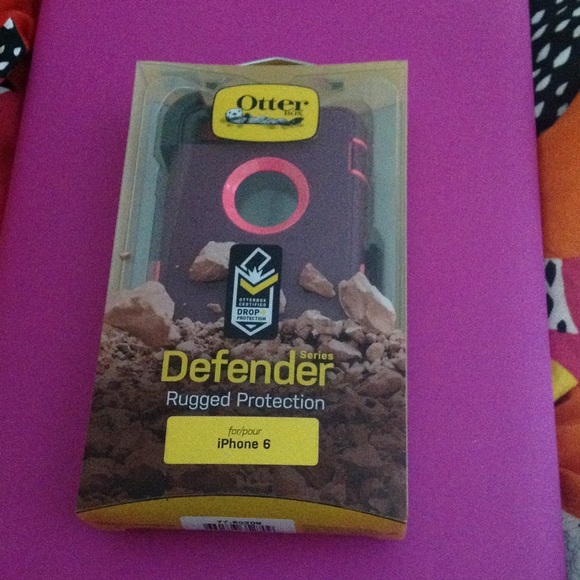 Otter
BOX
OTTERBOX
CERTIFIED
DROP+
PROTECTION
Series
Defender
Rugged Protection
for/pour
iPhone 6